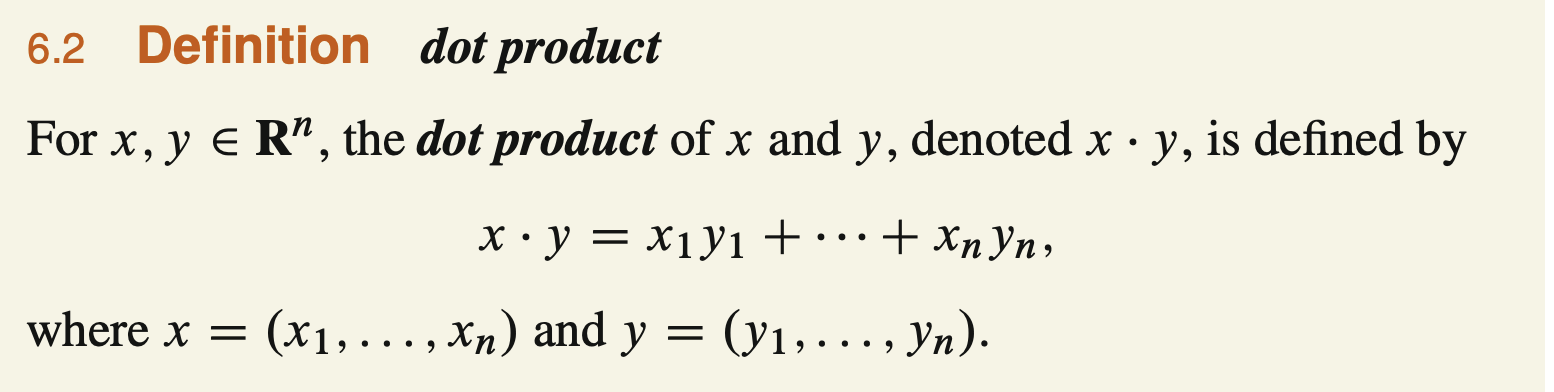 6.2 Definition dot product
For x, y ∈ Rⁿ, the dot product of x and y, denoted x · y, is defined by
x · y = x₁y₁ + ··· + xₙyₙ,
where x = (x₁, . . . , xₙ) and y = (y₁, . . . , yₙ).